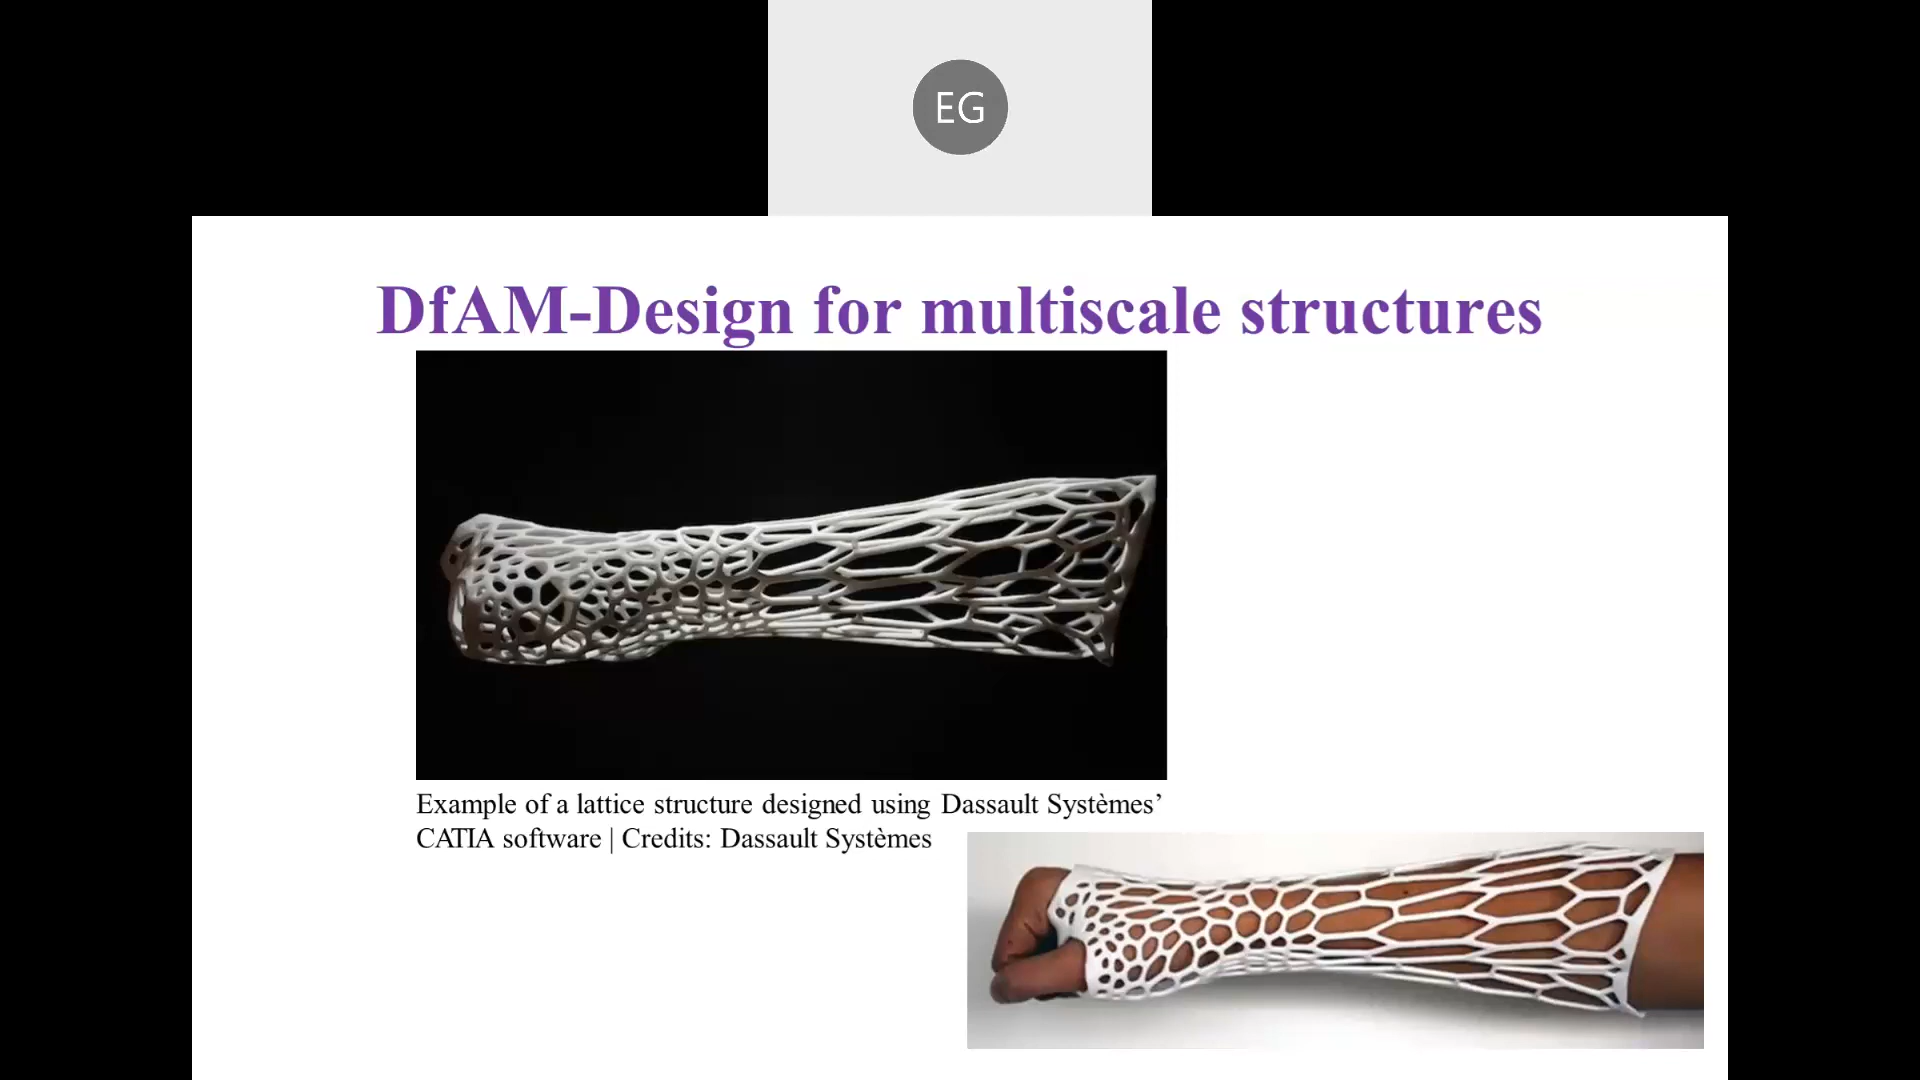 EG
DfAM-Design for multiscale structures
Example of a lattice structure designed using Dassault Systèmes’
CATIA software | Credits: Dassault Systèmes